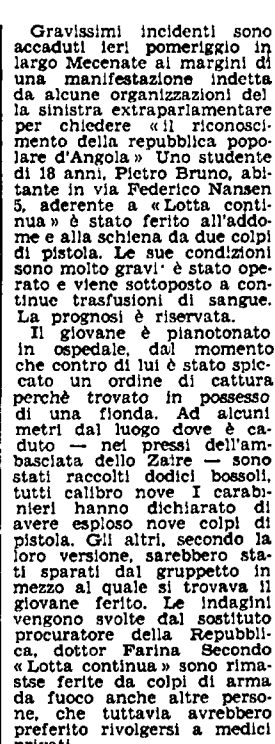 Gravissimi incidenti sono
accaduti ieri pomeriggio in
largo Mecenate ai margini di
una manifestazione indetta
da alcune organizzazioni del
la sinistra extraparlamentare
per chiedere «il riconosci-
mento della repubblica popo-
lare d'Angola» Uno studente
di 18 anni, Pietro Bruno, abi-
tante in via Federico Nansen
5, aderente a «Lotta conti-
nua» è stato ferito all'addo-
me e alla schiena da due colpi
di pistola. Le sue condizioni
sono molto gravi· è stato ope-
rato e viene sottoposto a con-
tinue trasfusioni di sangue.
La prognosi è riservata.
Il giovane è piantonato
in ospedale, dal momento
che contro di lui è stato spic-
cato un ordine di cattura
perchè trovato in possesso
di una fionda. Ad alcuni
metri dal luogo dove è ca-
duto — nei pressi dell'am-
basciata dello Zaire — sono
stati raccolti dodici bossoli,
tutti calibro nove I carabi-
nieri hanno dichiarato di
avere esploso nove colpi di
pistola. Gli altri, secondo la
loro versione, sarebbero sta-
ti sparati dal gruppetto in
mezzo al quale si trovava il
giovane ferito. Le indagini
vengono svolte dal sostituto
procuratore della Repubbli-
ca, dottor Farina Secondo
«Lotta continua» sono rima-
stse ferite da colpi di arma
da fuoco anche altre perso-
ne, che tuttavia avrebbero
preferito rivolgersi a medici